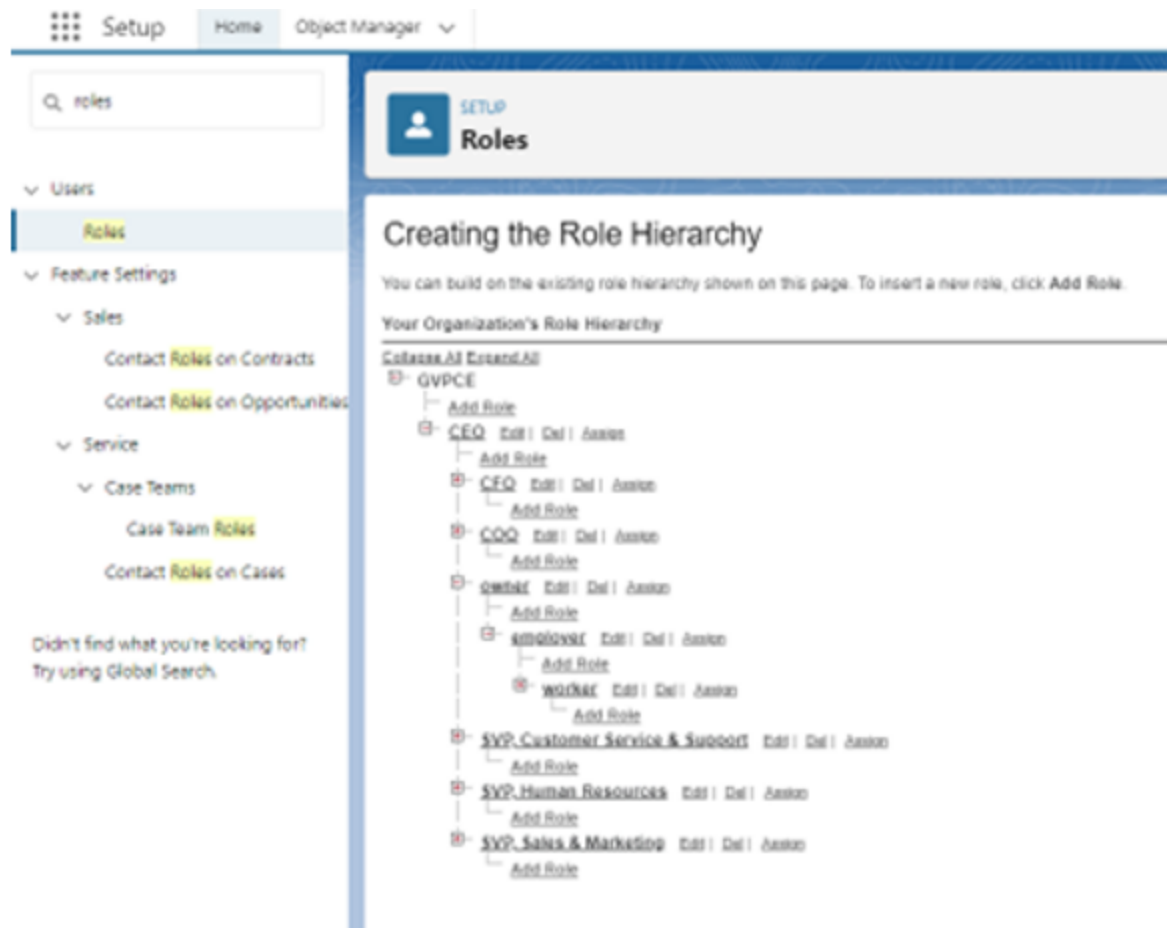 Setup Home Object Manager
roles
SETUP
Roles
Users
Roles
Feature Settings
Sales
Contact Roles on Contracts
Contact Roles on Opportunities
Service
Case Teams
Case Team Roles
Contact Roles on Cases
Didn't find what you're looking for?
Try using Global Search.
Creating the Role Hierarchy
You can build on the existing role hierarchy shown on this page. To insert a new role, click Add Role.
Your Organization's Role Hierarchy
Collapse All Expand All
GVPCE
Add Role
CEO Edit | Del | Assign
Add Role
CFO Edit | Del | Assign
Add Role
COO Edit | Del | Assign
Add Role
owner Edit | Del | Assign
Add Role
employer Edit | Del | Assign
Add Role
worker Edit | Del | Assign
Add Role
SVP, Customer Service & Support Edit | Del | Assign
Add Role
SVP, Human Resources Edit | Del | Assign
Add Role
SVP, Sales & Marketing Edit | Del | Assign
Add Role